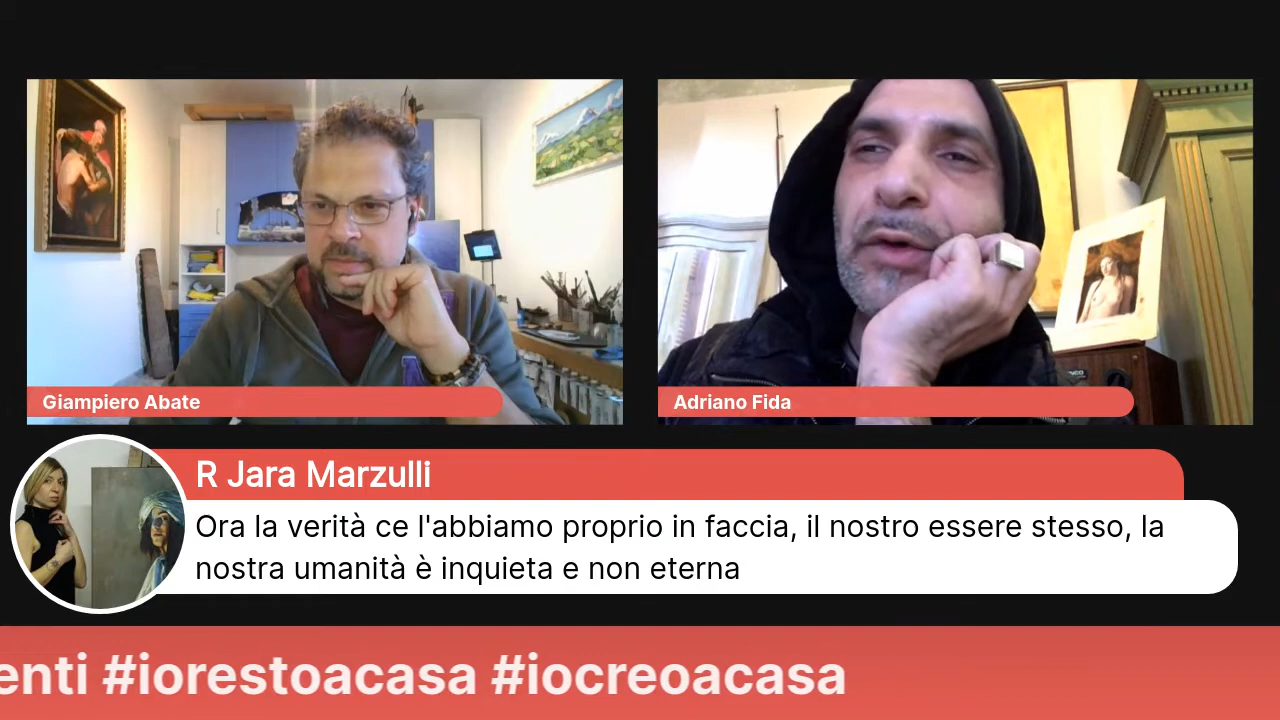 Giampiero Abate
Adriano Fida
R Jara Marzulli
Ora la verità ce l'abbiamo proprio in faccia, il nostro essere stesso, la
nostra umanità è inquieta e non eterna
enti #iorestoacasa #iocreoacasa